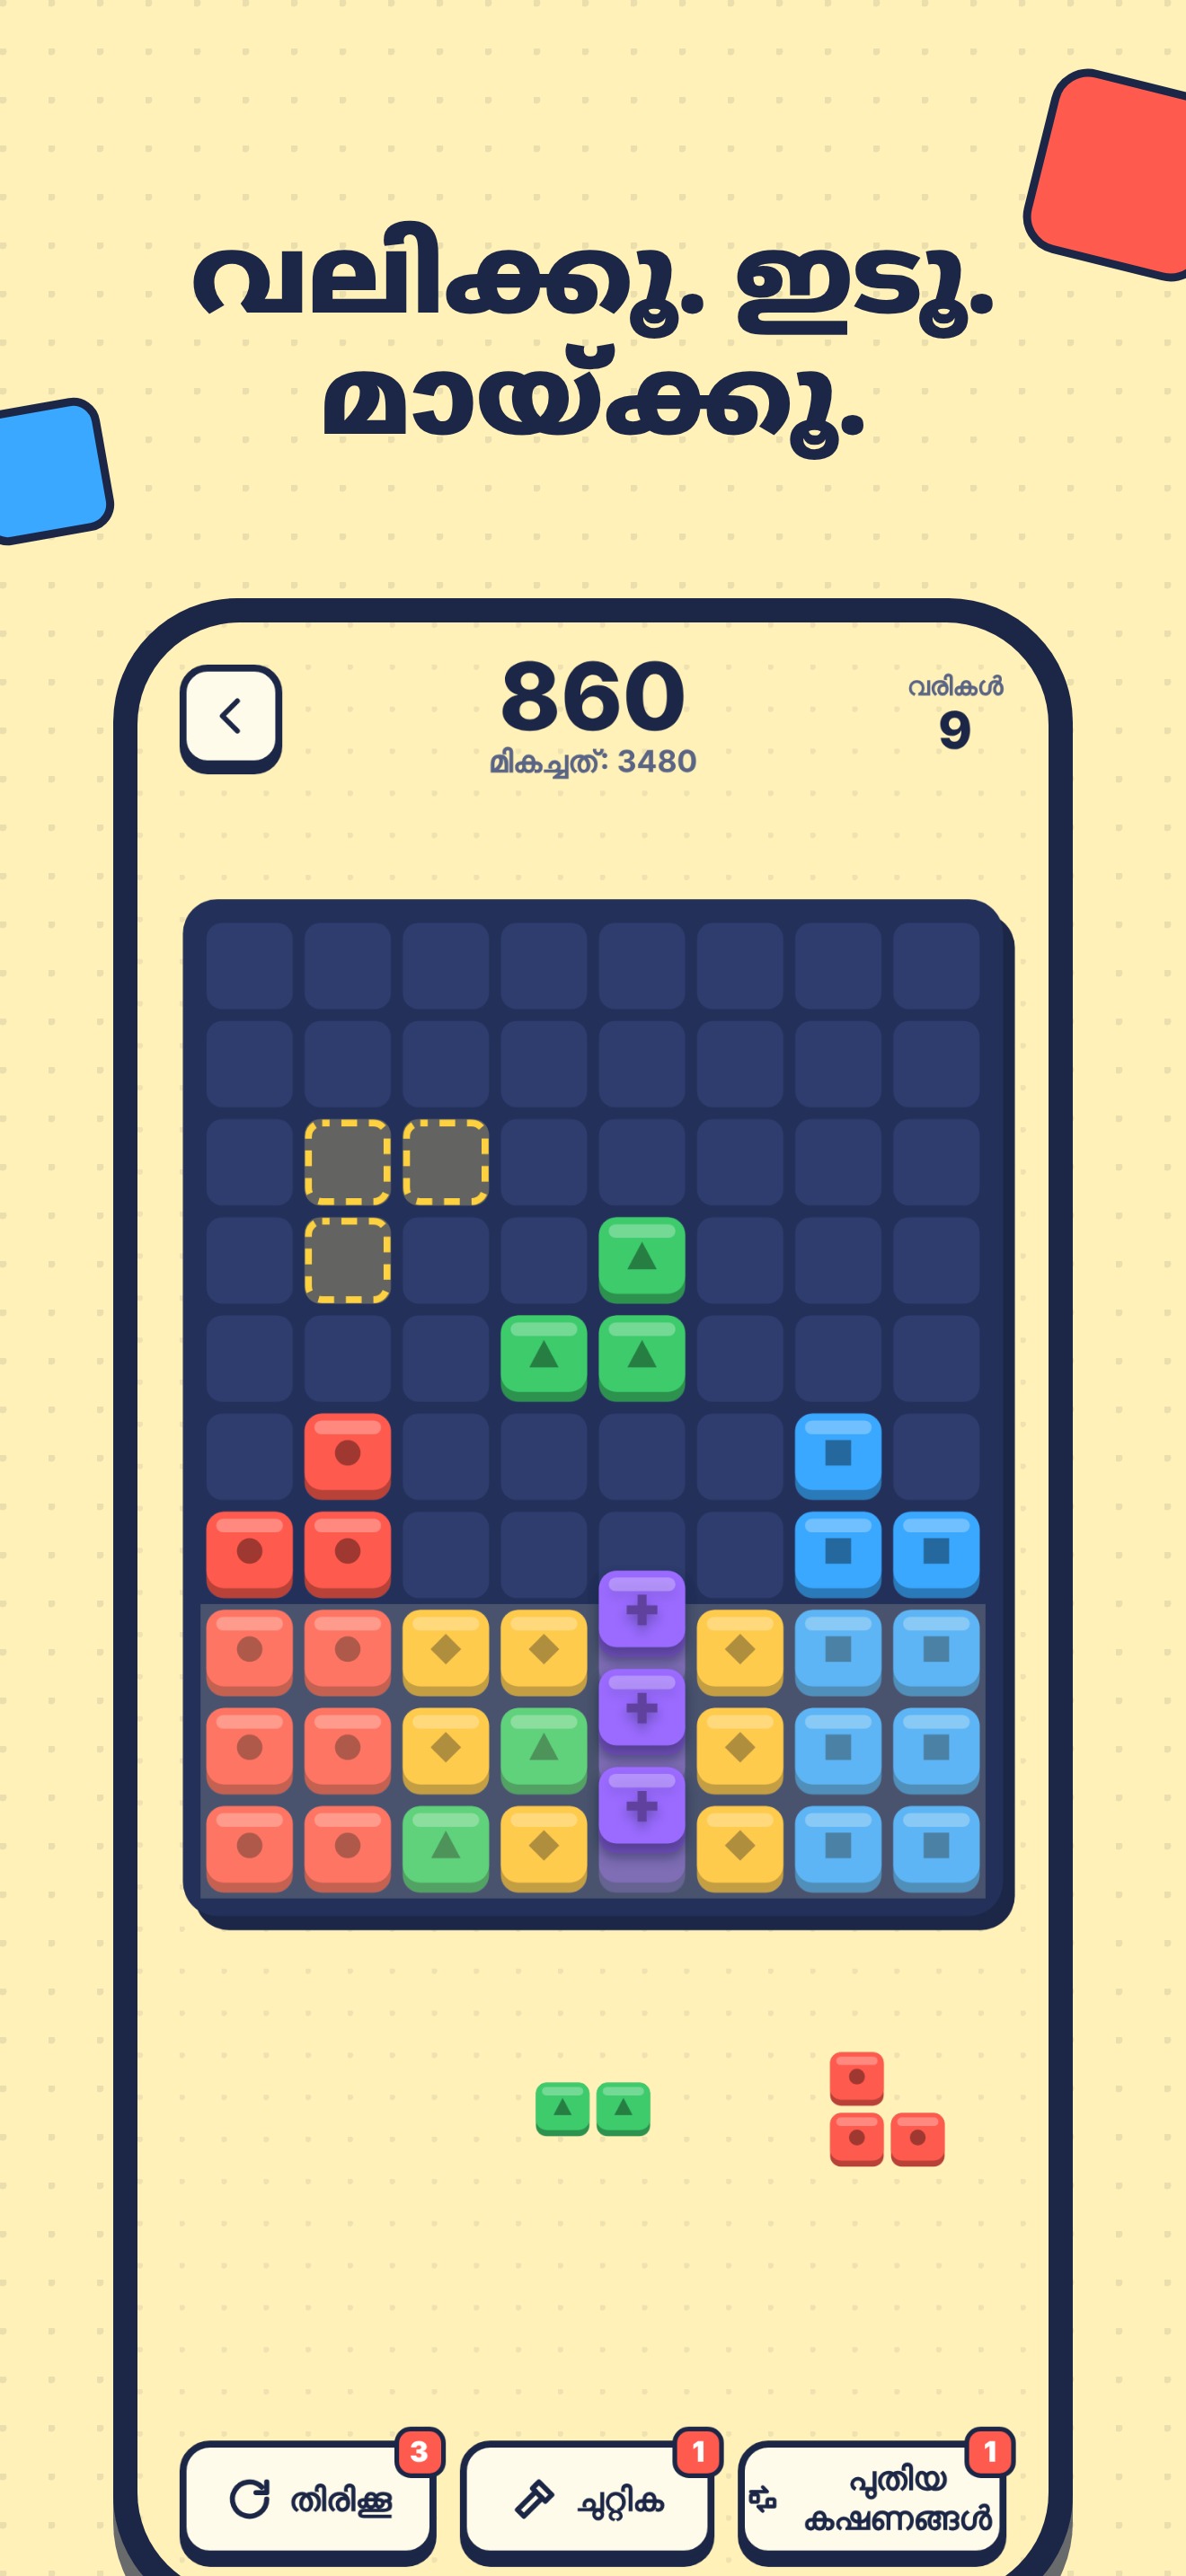 വലിക്കൂ. ഇടൂ.
മായ്ക്കൂ.
860
മികച്ചത്: 3480
വരികൾ
9
3
തിരിക്കൂ
1
ചുറ്റിക
1
പുതിയ
കഷണങ്ങൾ